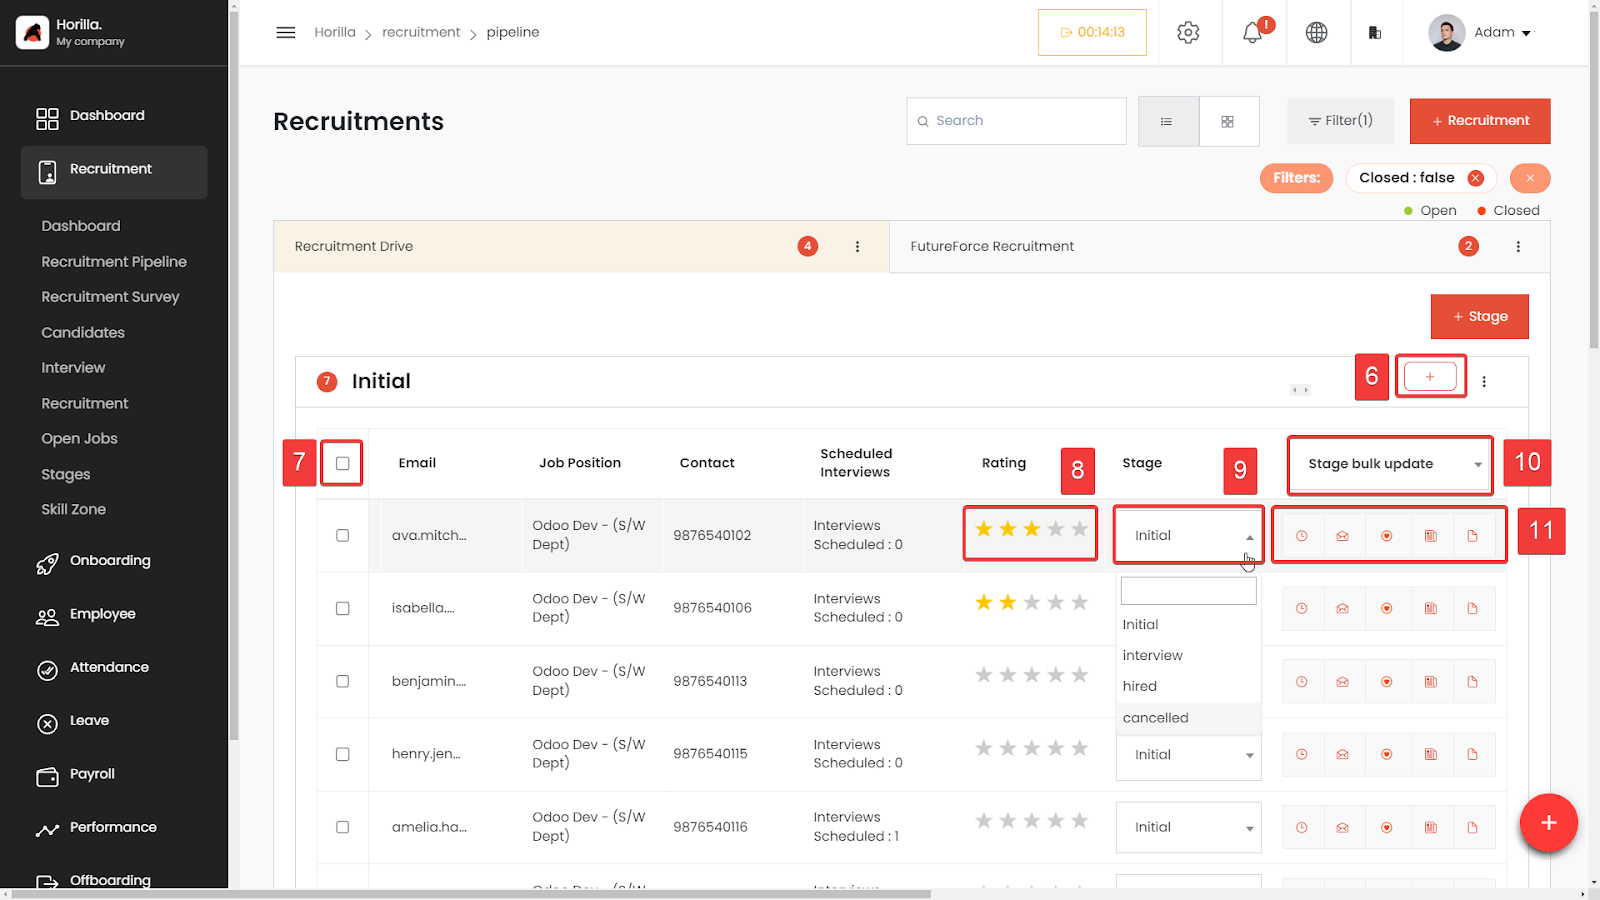 Horilla.
My company
Horilla > recruitment > pipeline
00:14:13
!
Adam
Dashboard
Recruitment
Dashboard
Recruitment Pipeline
Recruitment Survey
Candidates
Interview
Recruitment
Open Jobs
Stages
Skill Zone
Onboarding
Employee
Attendance
Leave
Payroll
Performance
Offboarding
Recruitments
Search
Filter(1)
+ Recruitment
Filters:
Closed : false
Open
Closed
Recruitment Drive
4
FutureForce Recruitment
2
+ Stage
7
Initial
6
+
7
Email
Job Position
Contact
Scheduled
Interviews
Rating
8
Stage
9
Stage bulk update
10
ava.mitch...
Odoo Dev - (S/W
Dept)
9876540102
Interviews
Scheduled : 0
Initial
11
Initial
interview
hired
cancelled
isabella....
Odoo Dev - (S/W
Dept)
9876540106
Interviews
Scheduled : 0
benjamin....
Odoo Dev - (S/W
Dept)
9876540113
Interviews
Scheduled : 0
henry.jen...
Odoo Dev - (S/W
Dept)
9876540115
Interviews
Scheduled : 0
Initial
amelia.ha...
Odoo Dev - (S/W
Dept)
9876540116
Interviews
Scheduled : 1
Initial
+